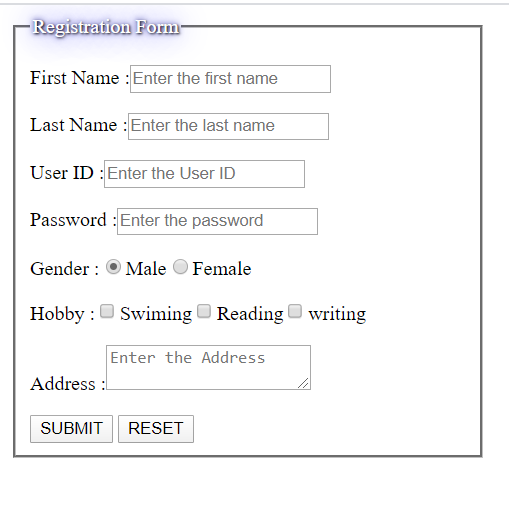 Registration Form
First Name :Enter the first name
Last Name :Enter the last name
User ID :Enter the User ID
Password :Enter the password
Gender : Male Female
Hobby : Swiming Reading writing
Address :Enter the Address
SUBMIT RESET